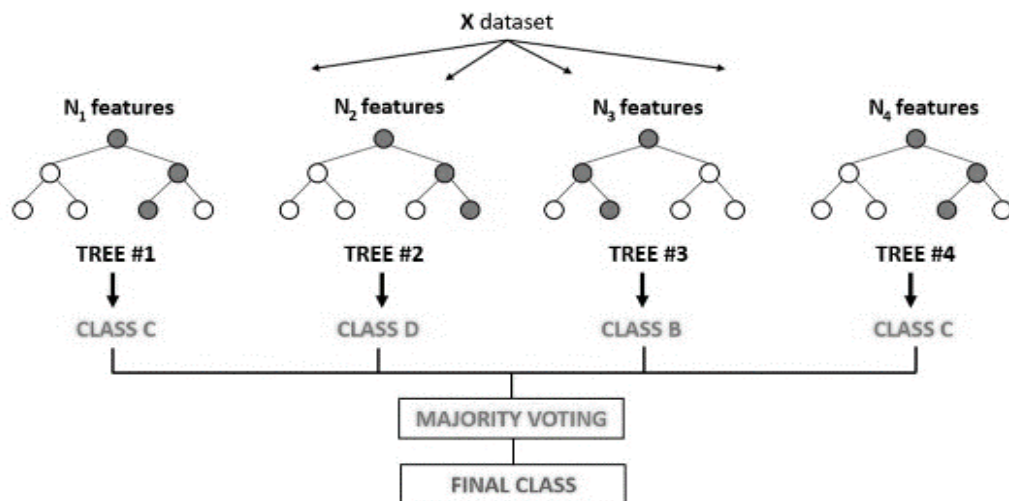 X dataset
N₁ features
N₂ features
N₃ features
N₄ features
TREE #1
TREE #2
TREE #3
TREE #4
CLASS C
CLASS D
CLASS B
CLASS C
MAJORITY VOTING
FINAL CLASS